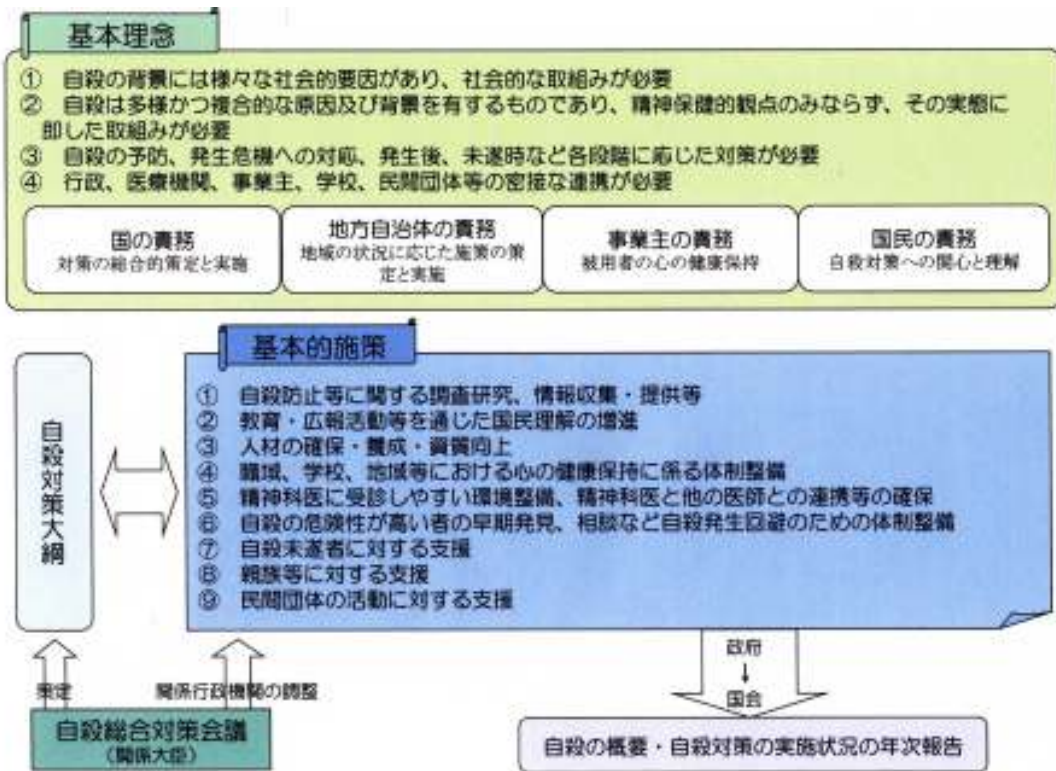 基本理念
① 自殺の背景には様々な社会的要因があり、社会的な取組みが必要
② 自殺は多様かつ複合的な原因及び背景を有するものであり、精神保健的観点のみならず、その実態に
即した取組みが必要
③ 自殺の予防、発生危機への対応、発生後、未遂時など各段階に応じた対策が必要
④ 行政、医療機関、事業主、学校、民間団体等の密接な連携が必要
国の責務
対策の総合的策定と実施
地方自治体の責務
地域の状況に応じた施策の策
定と実施
事業主の責務
被用者の心の健康保持
国民の責務
自殺対策への関心と理解
基本的施策
① 自殺防止等に関する調査研究、情報収集・提供等
② 教育・広報活動等を通じた国民理解の増進
③ 人材の確保・養成・資質向上
④ 職域、学校、地域等における心の健康保持に係る体制整備
⑤ 精神科医に受診しやすい環境整備、精神科医と他の医師との連携等の確保
⑥ 自殺の危険性が高い者の早期発見、相談など自殺発生回避のための体制整備
⑦ 自殺未遂者に対する支援
⑧ 親族等に対する支援
⑨ 民間団体の活動に対する支援
自殺対策大綱
策定
関係行政機関の調整
自殺総合対策会議
(関係大臣)
政府
↓
国会
自殺の概要・自殺対策の実施状況の年次報告